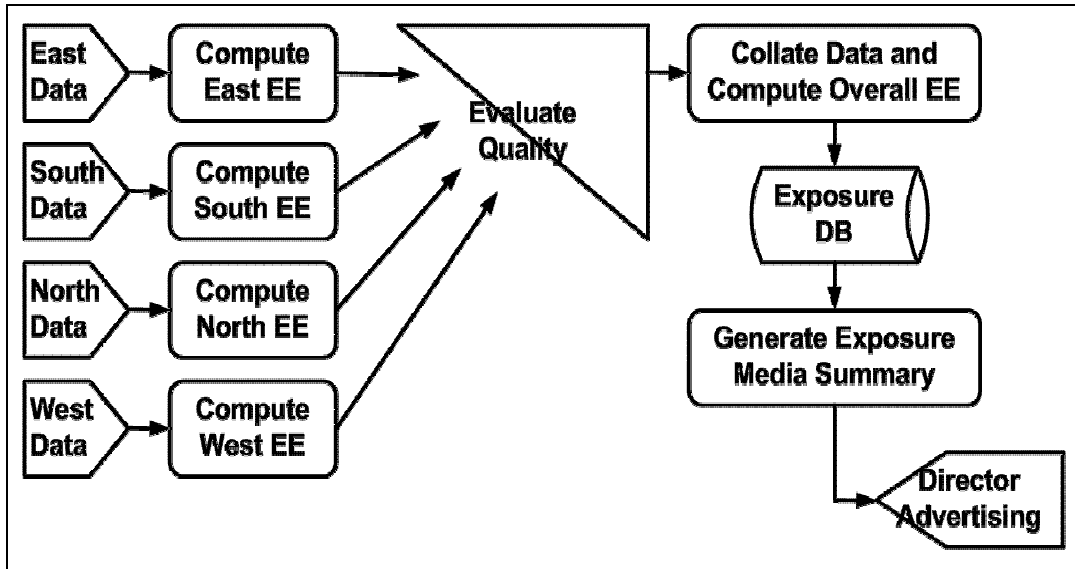 East
Data
Compute
East EE
Evaluate
Quality
Collate Data and
Compute Overall EE
South
Data
Compute
South EE
Exposure
DB
North
Data
Compute
North EE
Generate Exposure
Media Summary
West
Data
Compute
West EE
Director
Advertising